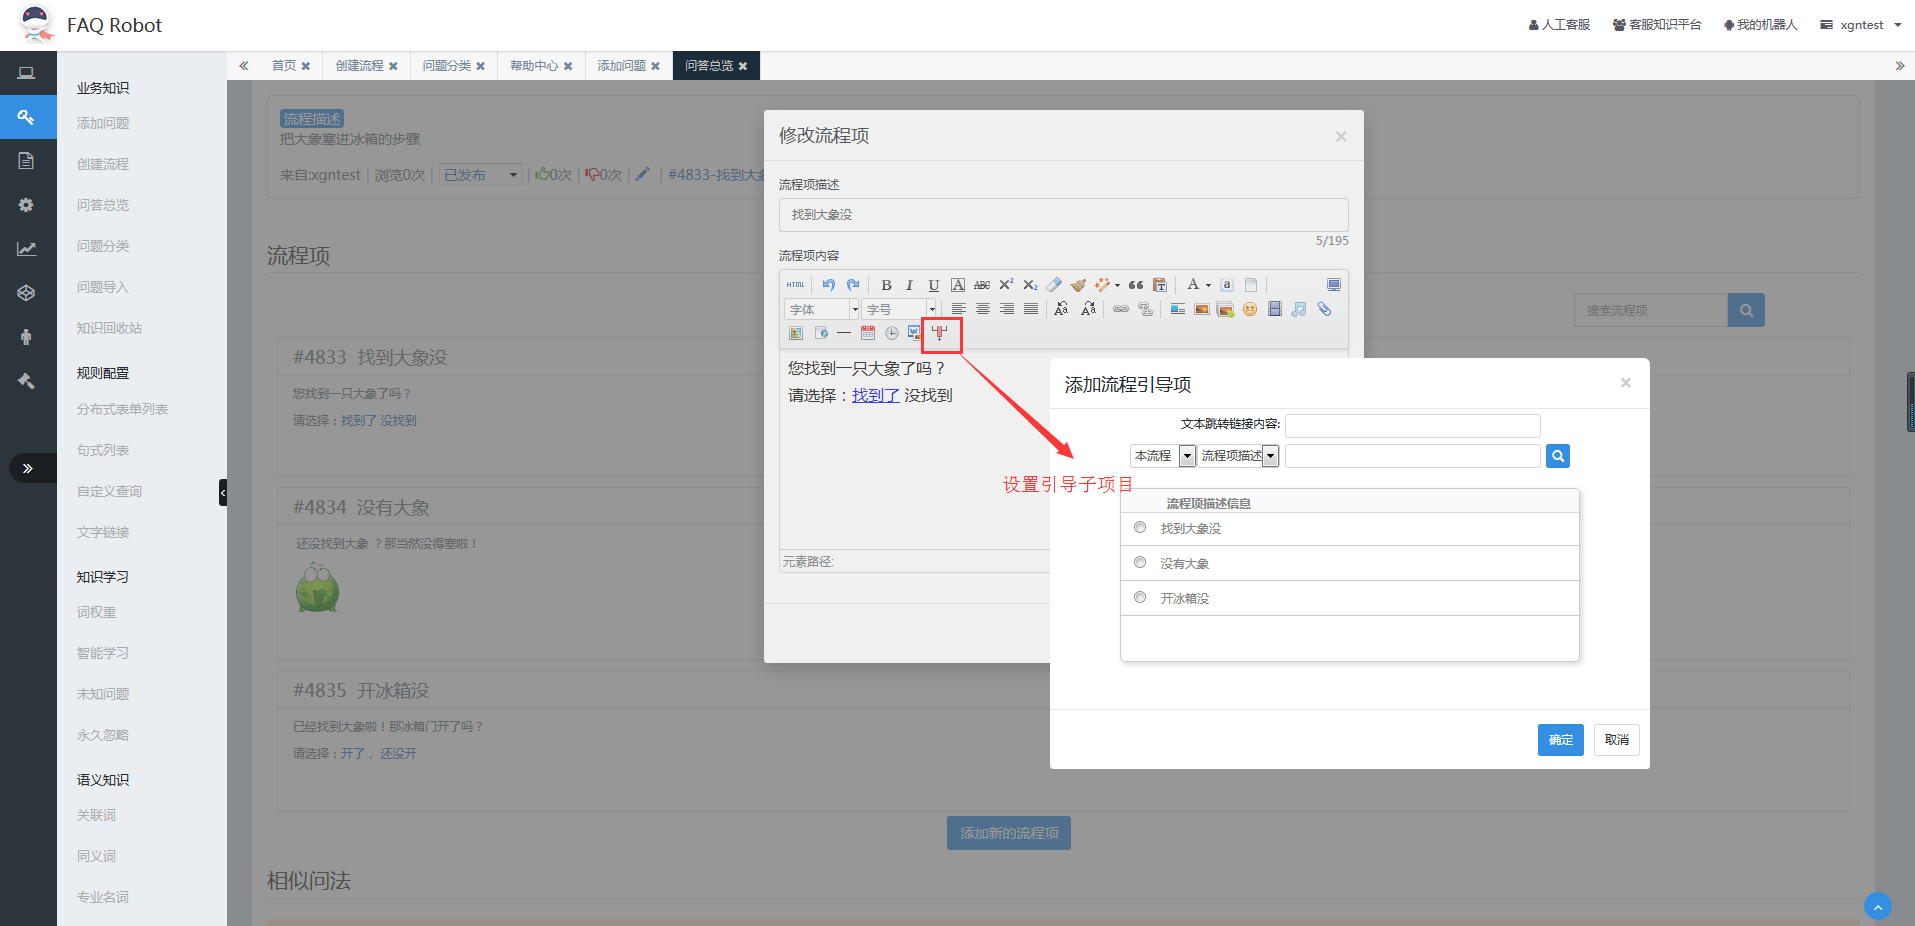 FAQ Robot
人工客服
客服知识平台
我的机器人
xgntest
首页
创建流程
问题分类
帮助中心
添加问题
问答总览
业务知识
添加问题
创建流程
问答总览
问题分类
问题导入
知识回收站
规则配置
分布式表单列表
句式列表
自定义查询
文字链接
知识学习
词权重
智能学习
未知问题
永久忽略
语义知识
关联词
同义词
专业名词
流程描述
把大象塞进冰箱的步骤
来自:xgntest | 浏览0次 | 已发布 | 0次 | 0次 | | #4833-找到大象
流程项
搜索流程项
#4833 找到大象没
您找到一只大象了吗？
请选择：找到了 没找到
#4834 没有大象
还没找到大象 ？那当然没得塞啦！
#4835 开冰箱没
已经找到大象啦！那冰箱门开了吗？
请选择：开了， 还没开
添加新的流程项
相似问法
修改流程项
流程项描述
找到大象没
5/195
流程项内容
HTML
字体
字号
您找到一只大象了吗？
请选择：找到了 没找到
元素路径:
设置引导子项目
添加流程引导项
文本跳转链接内容:
本流程
流程项描述
流程项描述信息
找到大象没
没有大象
开冰箱没
确定
取消